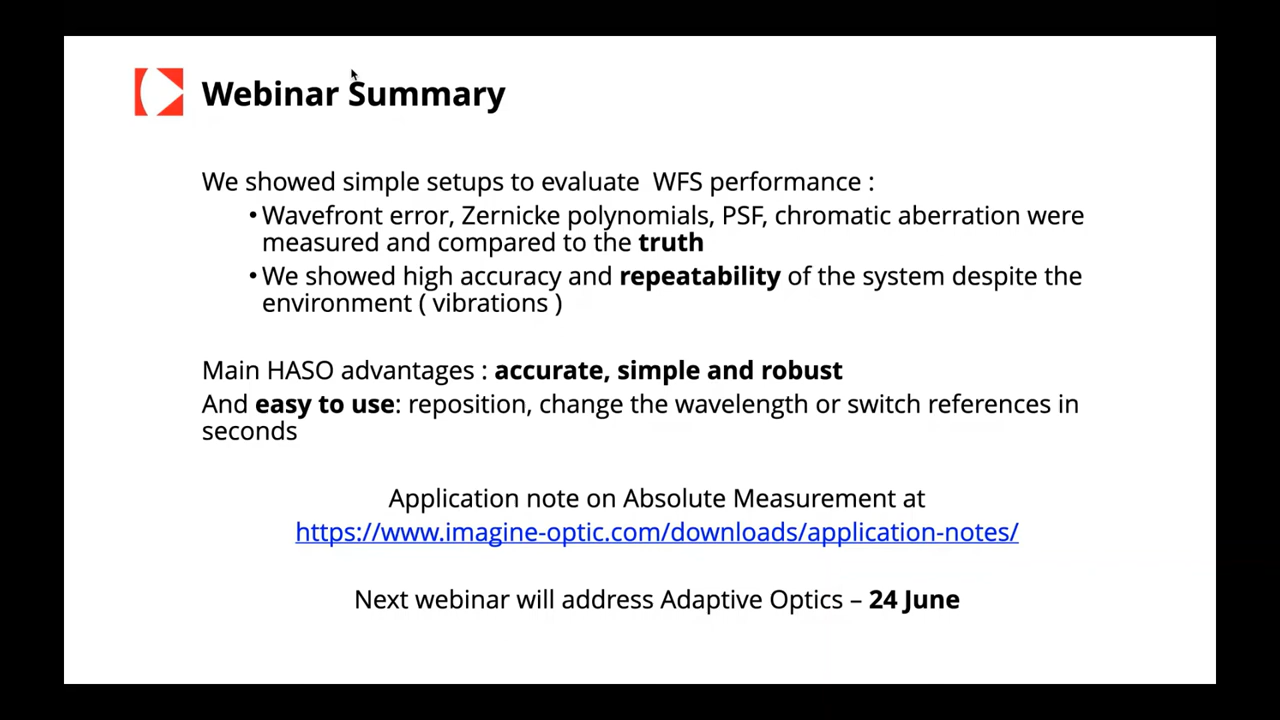 Webinar Summary
We showed simple setups to evaluate  WFS performance :
•Wavefront error, Zernicke polynomials, PSF, chromatic aberration were
measured and compared to the truth
•We showed high accuracy and repeatability of the system despite the
environment ( vibrations )
Main HASO advantages : accurate, simple and robust
And easy to use: reposition, change the wavelength or switch references in
seconds
Application note on Absolute Measurement at
https://www.imagine-optic.com/downloads/application-notes/
Next webinar will address Adaptive Optics – 24 June